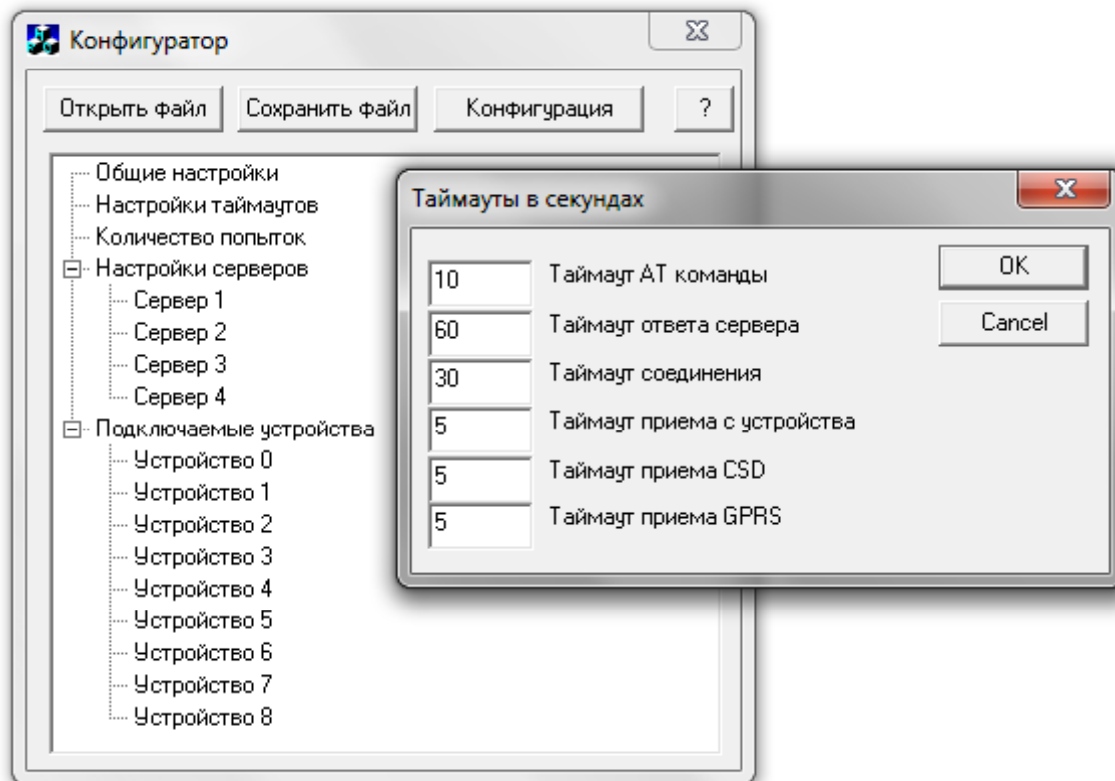 Конфигуратор
Открыть файл Сохранить файл Конфигурация ?
Общие настройки
Настройки таймаутов
Количество попыток
Настройки серверов
Сервер 1
Сервер 2
Сервер 3
Сервер 4
Подключаемые устройства
Устройство 0
Устройство 1
Устройство 2
Устройство 3
Устройство 4
Устройство 5
Устройство 6
Устройство 7
Устройство 8
Таймауты в секундах
10 Таймаут АТ команды
60 Таймаут ответа сервера
30 Таймаут соединения
5 Таймаут приема с устройства
5 Таймаут приема CSD
5 Таймаут приема GPRS
OK
Cancel